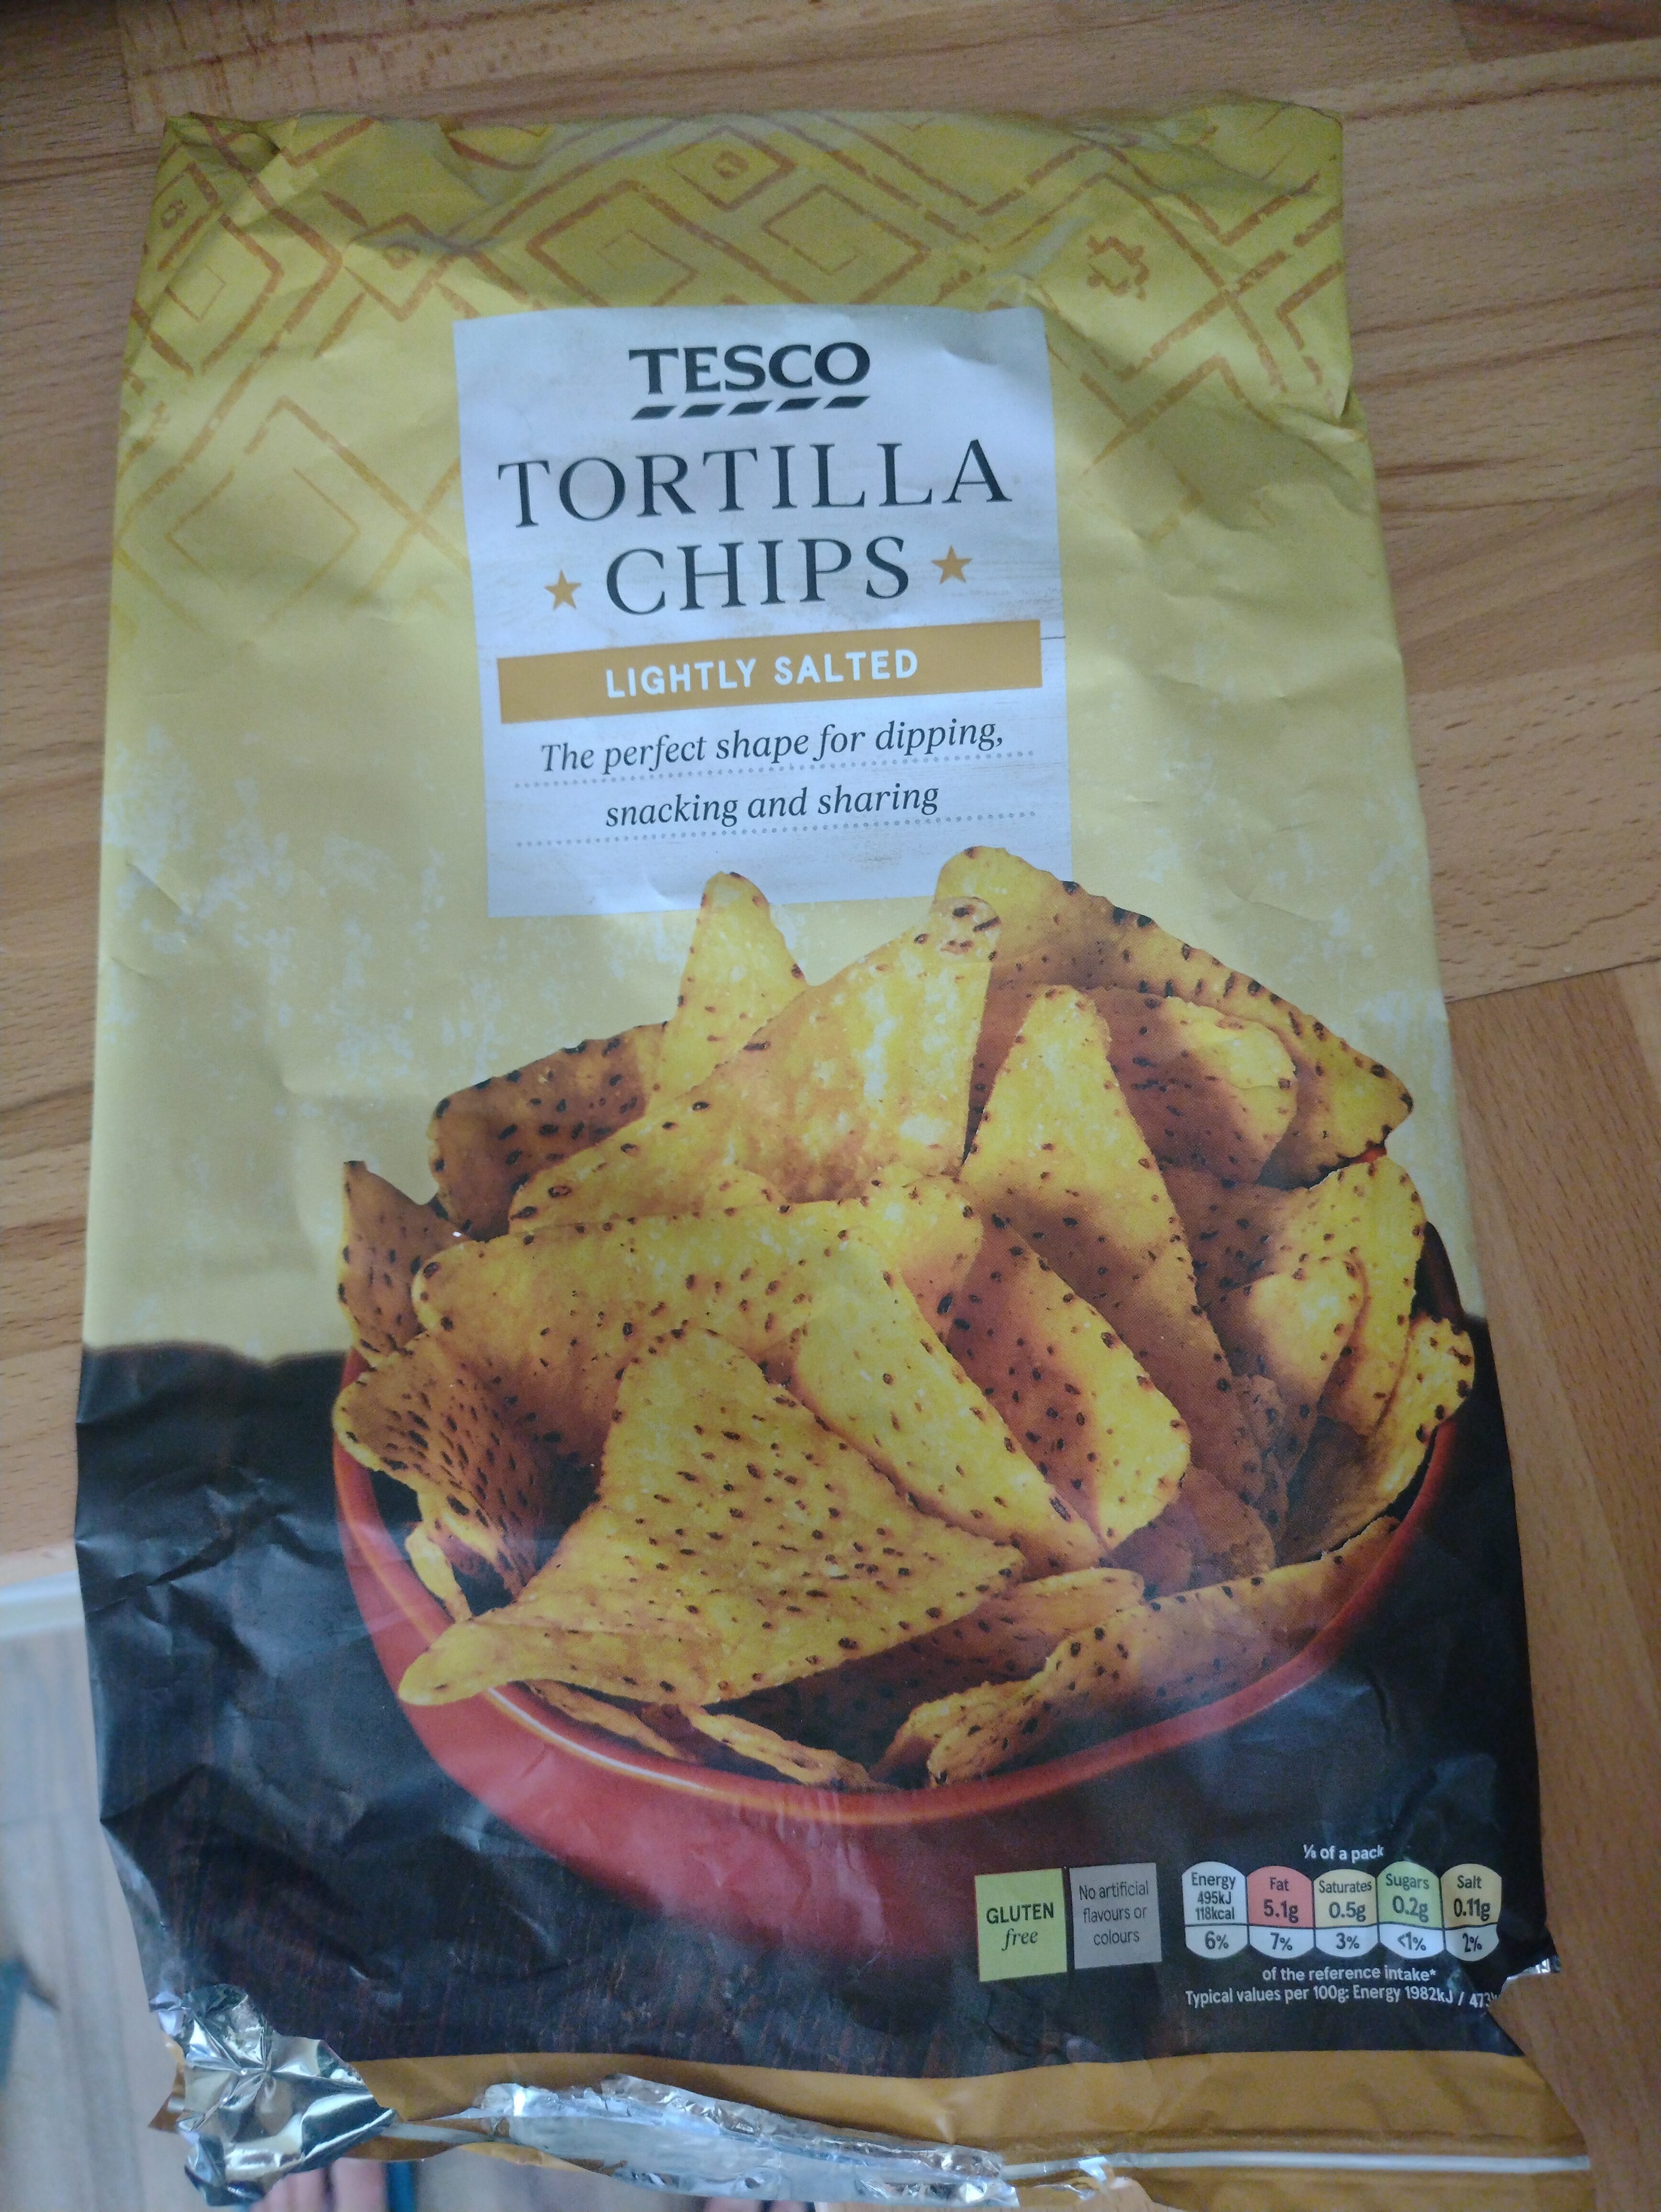 TESCO
TORTILLA
CHIPS
LIGHTLY SALTED
The perfect shape for dipping,
snacking and sharing
GLUTEN
free
No artificial
flavours or
colours
of a pack
Energy
495kJ
118kcal
6%
Fat
5.1g
7%
Saturates
0.5g
3%
Sugars
0.2g
<1%
Salt
0.11g
2%
of the reference intake*
Typical values per 100g: Energy 1982kJ /